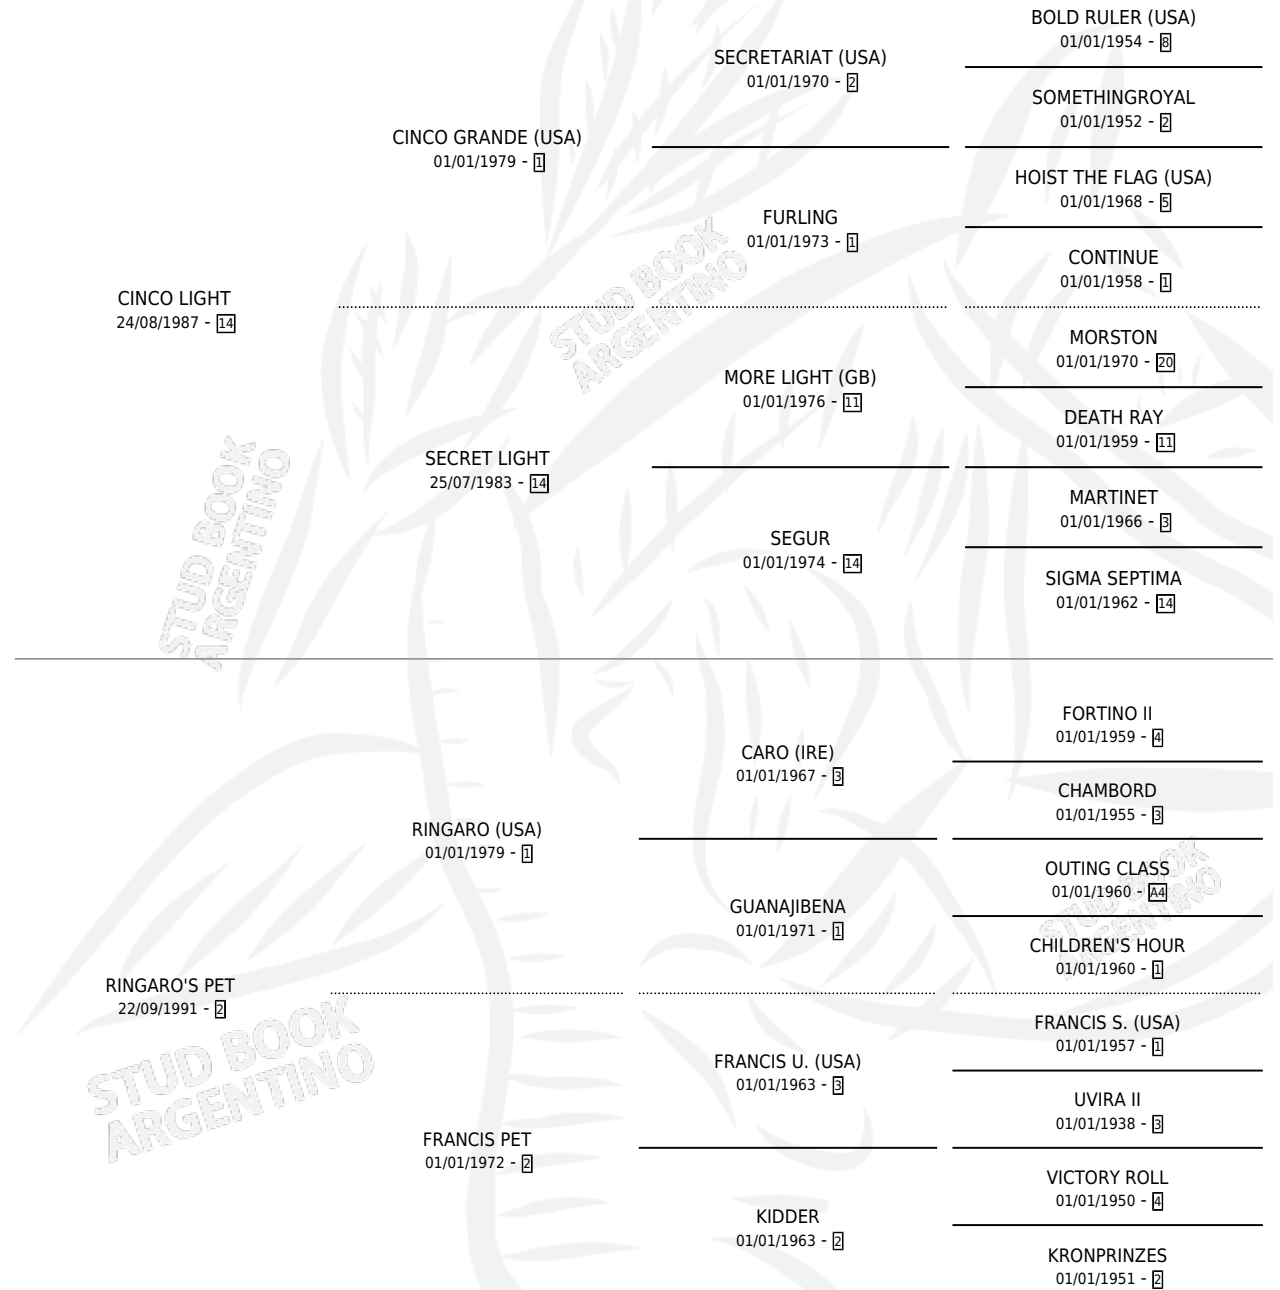 BOLD RULER (USA)
01/01/1954 - 8
SECRETARIAT (USA)
01/01/1970 - 2
SOMETHINGROYAL
01/01/1952 - 2
CINCO GRANDE (USA)
01/01/1979 - 1
HOIST THE FLAG (USA)
01/01/1968 - 5
FURLING
01/01/1973 - 1
CONTINUE
01/01/1958 - 1
CINCO LIGHT
24/08/1987 - 14
MORSTON
01/01/1970 - 20
MORE LIGHT (GB)
01/01/1976 - 11
DEATH RAY
01/01/1959 - 11
SECRET LIGHT
25/07/1983 - 14
MARTINET
01/01/1966 - 3
SEGUR
01/01/1974 - 14
SIGMA SEPTIMA
01/01/1962 - 14
STUD BOOK
ARGENTINO
STUD BOOK
ARGENTINO
FORTINO II
01/01/1959 - 4
CARO (IRE)
01/01/1967 - 3
CHAMBORD
01/01/1955 - 3
RINGARO (USA)
01/01/1979 - 1
OUTING CLASS
01/01/1960 - A4
GUANAJIBENA
01/01/1971 - 1
CHILDREN'S HOUR
01/01/1960 - 1
RINGARO'S PET
22/09/1991 - 2
FRANCIS S. (USA)
01/01/1957 - 1
FRANCIS U. (USA)
01/01/1963 - 3
UVIRA II
01/01/1938 - 3
FRANCIS PET
01/01/1972 - 2
VICTORY ROLL
01/01/1950 - 4
KIDDER
01/01/1963 - 2
KRONPRINZES
01/01/1951 - 2
STUD BOOK
ARGENTINO
STUD BOOK
ARGENTINO